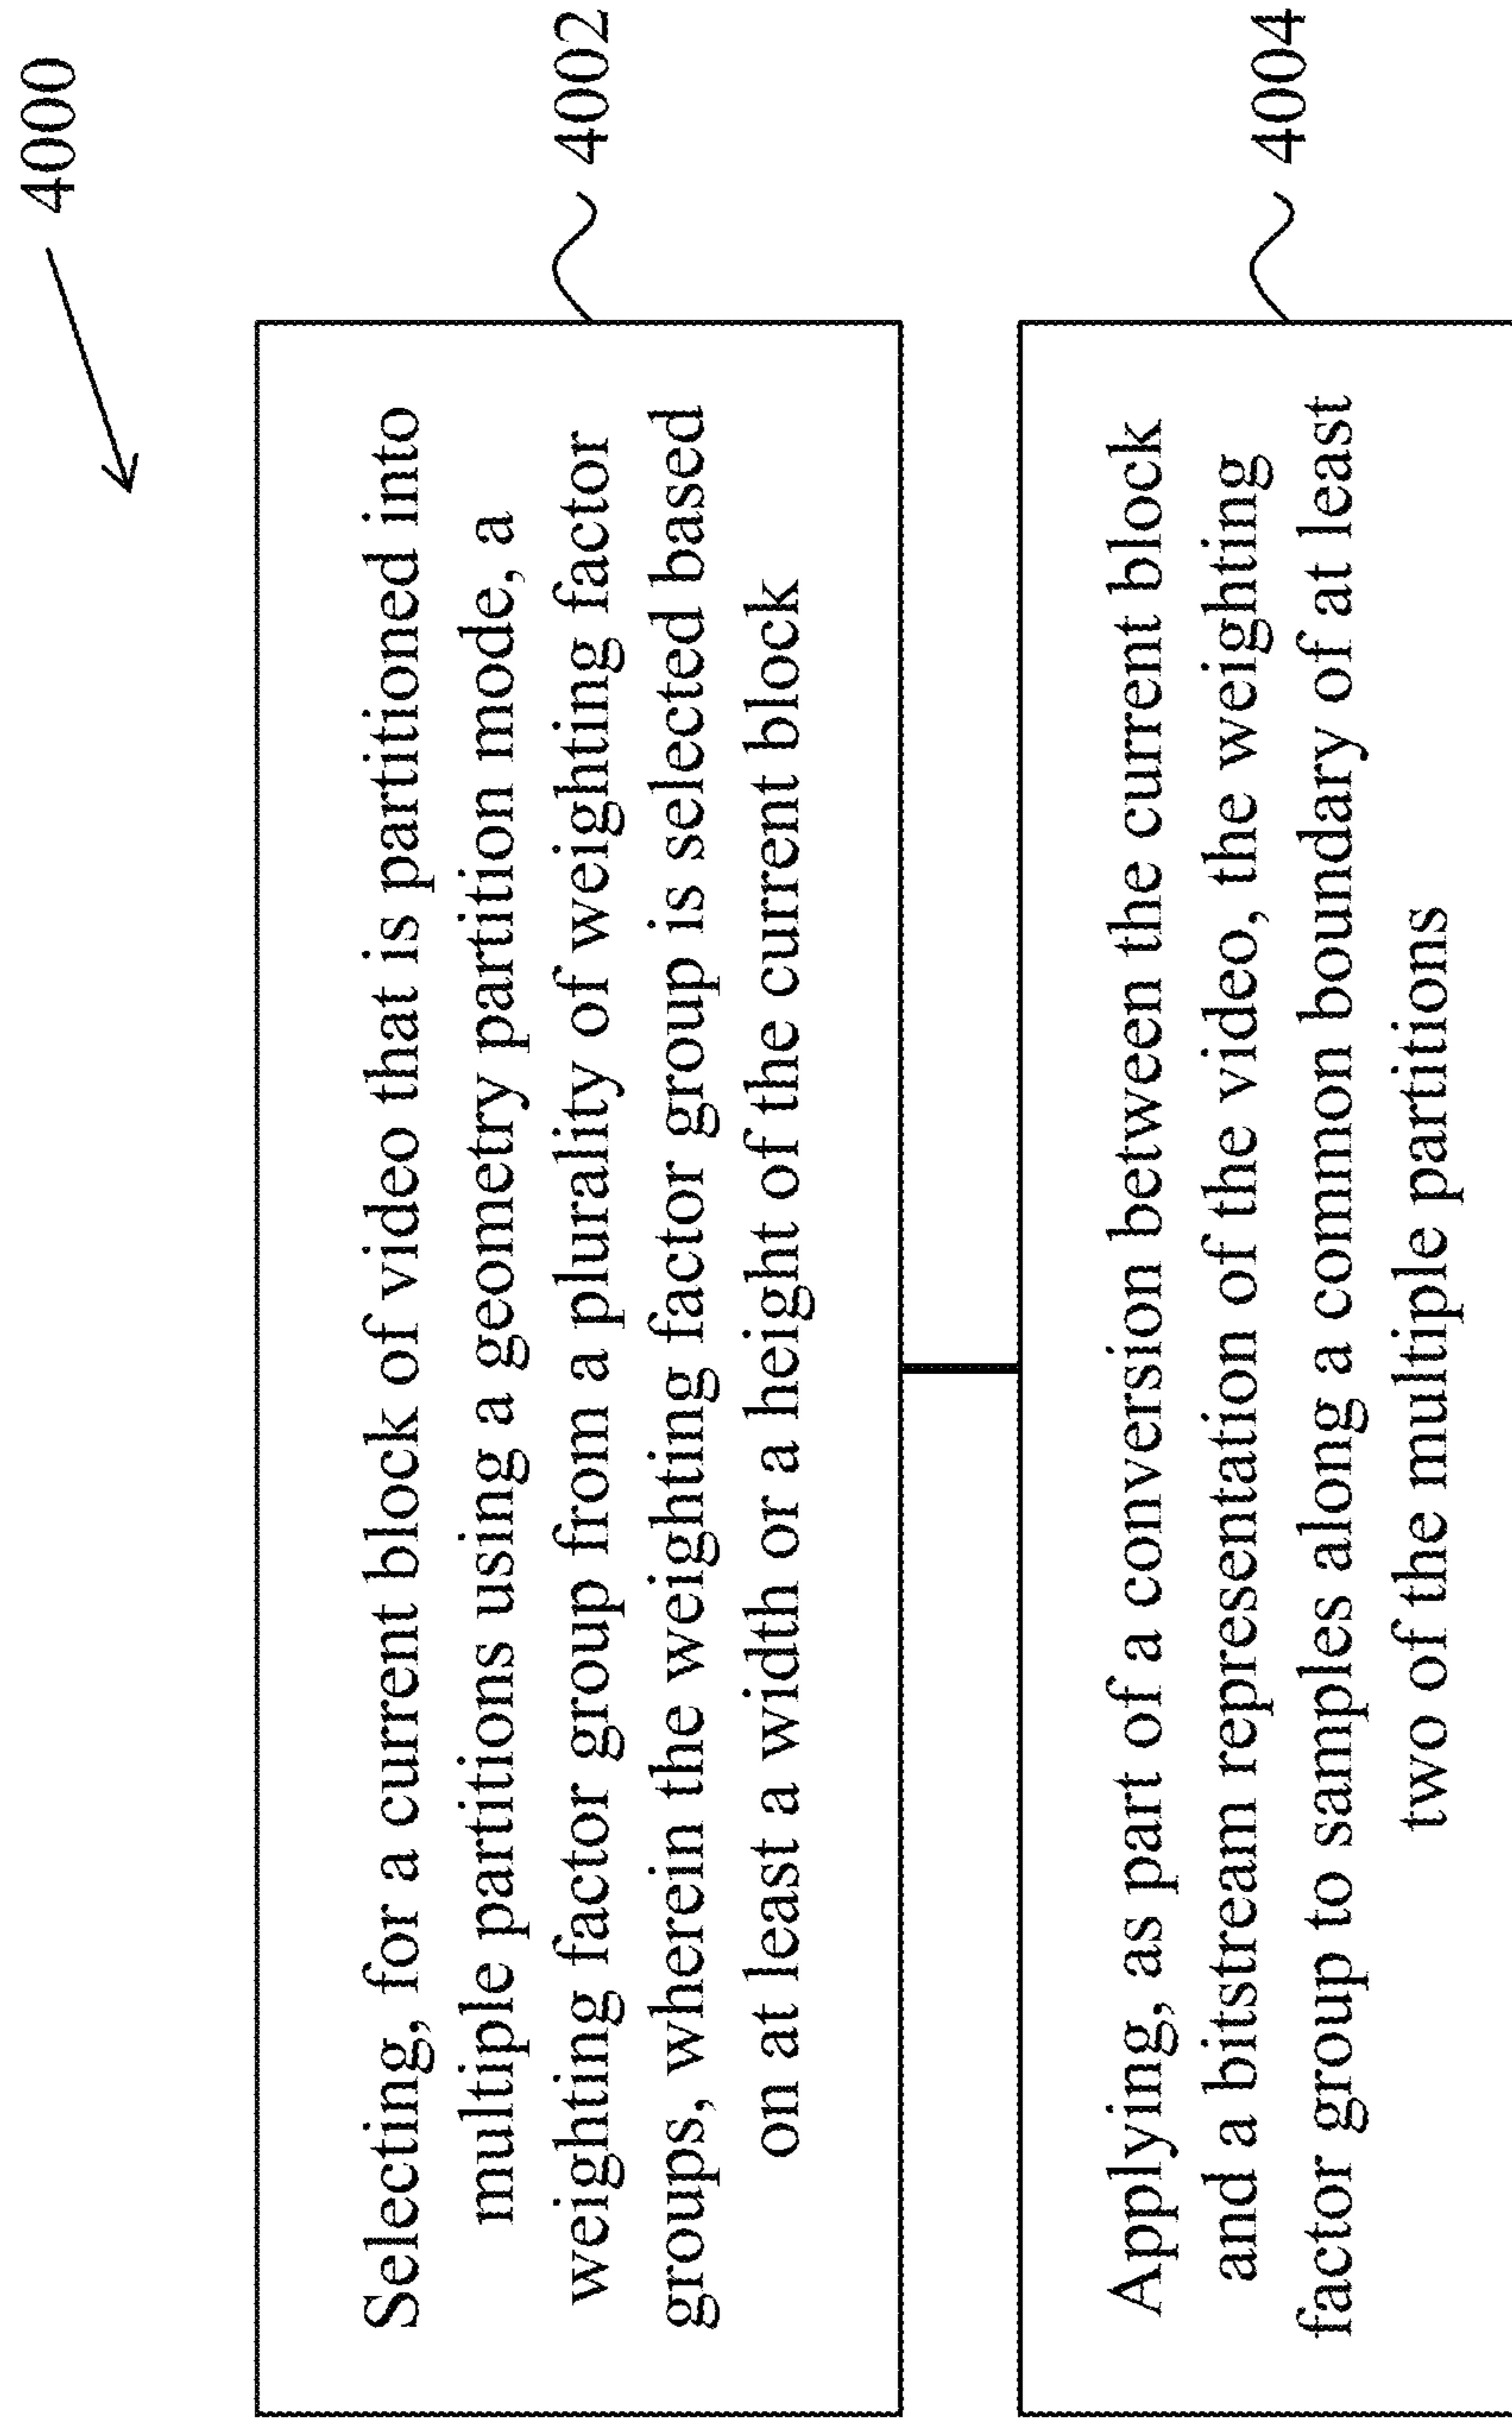 4000
Selecting, for a current block of video that is partitioned into
multiple partitions using a geometry partition mode, a
weighting factor group from a plurality of weighting factor
groups, wherein the weighting factor group is selected based
on at least a width or a height of the current block
4002
Applying, as part of a conversion between the current block
and a bitstream representation of the video, the weighting
factor group to samples along a common boundary of at least
two of the multiple partitions
4004